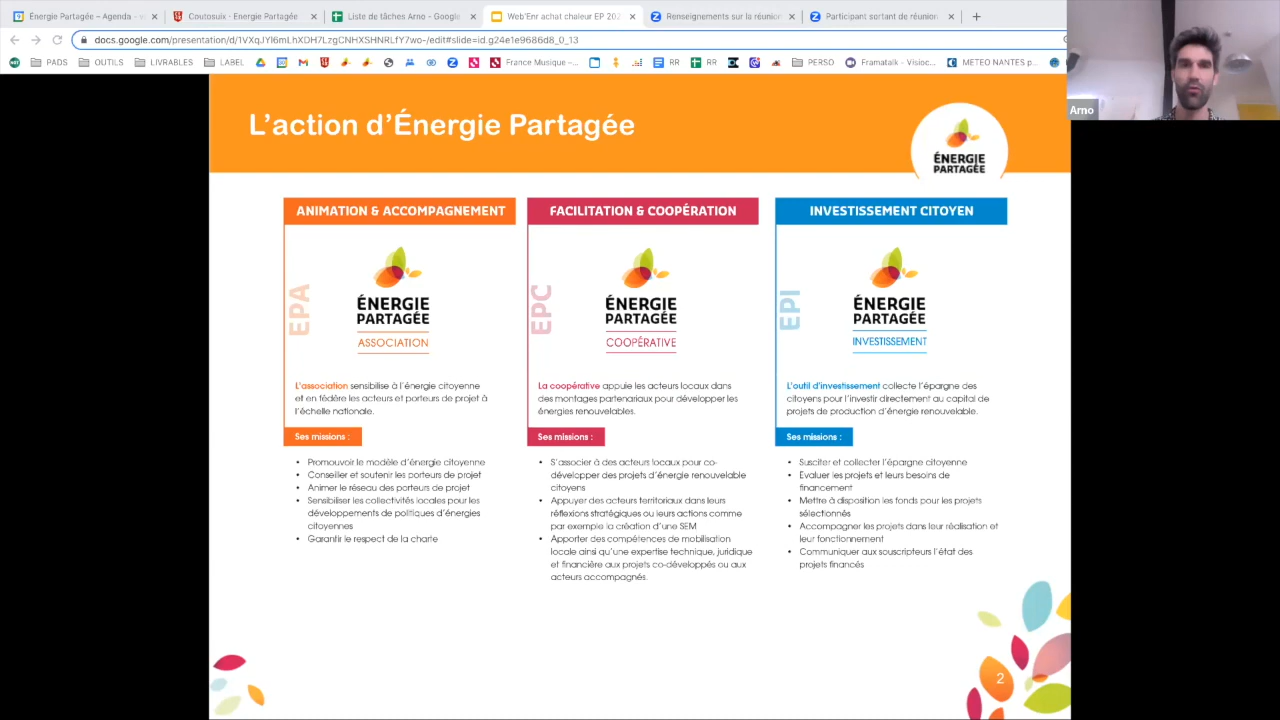 Énergie Partagée – Agenda
Coutosuix - Énergie Partagée
Liste de tâches Arno - Google
Web'Enr achat chaleur EP 202
Renseignements sur la réunion
Participant sortant de réunion
docs.google.com/presentation/d/1VXqJYl6mLhXDH7LzgCNHXSHNRLfY7wo-/edit#slide=id.g24e1e9686d8_0_13
PADS
OUTILS
LIVRABLES
LABEL
France Musique –...
RR
RR
PERSO
Framatalk - Visioc...
METEO NANTES p...
Arno
L'action d'Énergie Partagée
ÉNERGIE
PARTAGÉE
ANIMATION & ACCOMPAGNEMENT
EPA
ÉNERGIE
PARTAGÉE
ASSOCIATION
L'association sensibilise à l'énergie citoyenne
et en fédère les acteurs et porteurs de projet à
l'échelle nationale.
Ses missions :
• Promouvoir le modèle d'énergie citoyenne
• Conseiller et soutenir les porteurs de projet
• Animer le réseau des porteurs de projet
• Sensibiliser les collectivités locales pour les
développements de politiques d'énergies
citoyennes
• Garantir le respect de la charte
FACILITATION & COOPÉRATION
EPC
ÉNERGIE
PARTAGÉE
COOPÉRATIVE
La coopérative appuie les acteurs locaux dans
des montages partenariaux pour développer les
énergies renouvelables.
Ses missions :
• S'associer à des acteurs locaux pour co-
développer des projets d'énergie renouvelable
citoyens
• Appuyer des acteurs territoriaux dans leurs
réflexions stratégiques ou leurs actions comme
par exemple la création d'une SEM
• Apporter des compétences de mobilisation
locale ainsi qu'une expertise technique, juridique
et financière aux projets co-développés ou aux
acteurs accompagnés.
INVESTISSEMENT CITOYEN
EPI
ÉNERGIE
PARTAGÉE
INVESTISSEMENT
L'outil d'investissement collecte l'épargne des
citoyens pour l'investir directement au capital de
projets de production d'énergie renouvelable.
Ses missions :
• Susciter et collecter l'épargne citoyenne
• Evaluer les projets et leurs besoins de
financement
• Mettre à disposition les fonds pour les projets
sélectionnés
• Accompagner les projets dans leur réalisation et
leur fonctionnement
• Communiquer aux souscripteurs l'état des
projets financés
2